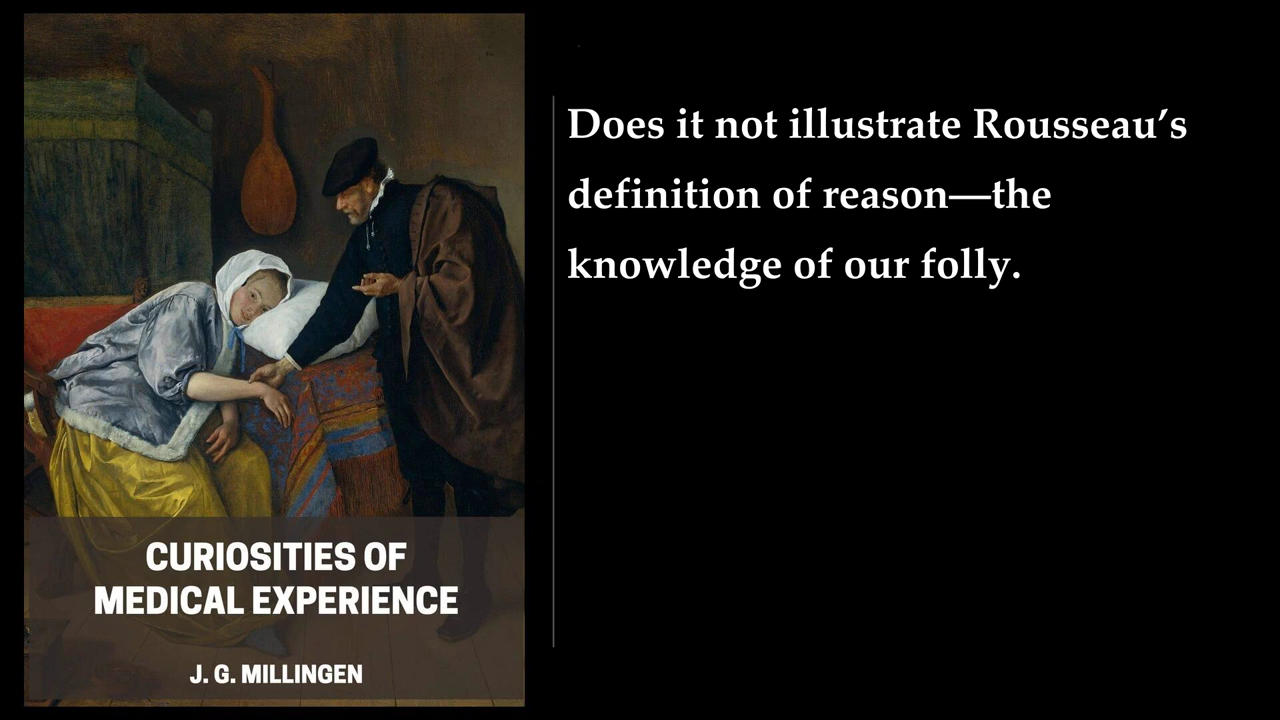 Does it not illustrate Rousseau’s
definition of reason—the
knowledge of our folly.
CURIOSITIES OF
MEDICAL EXPERIENCE
J. G. MILLINGEN